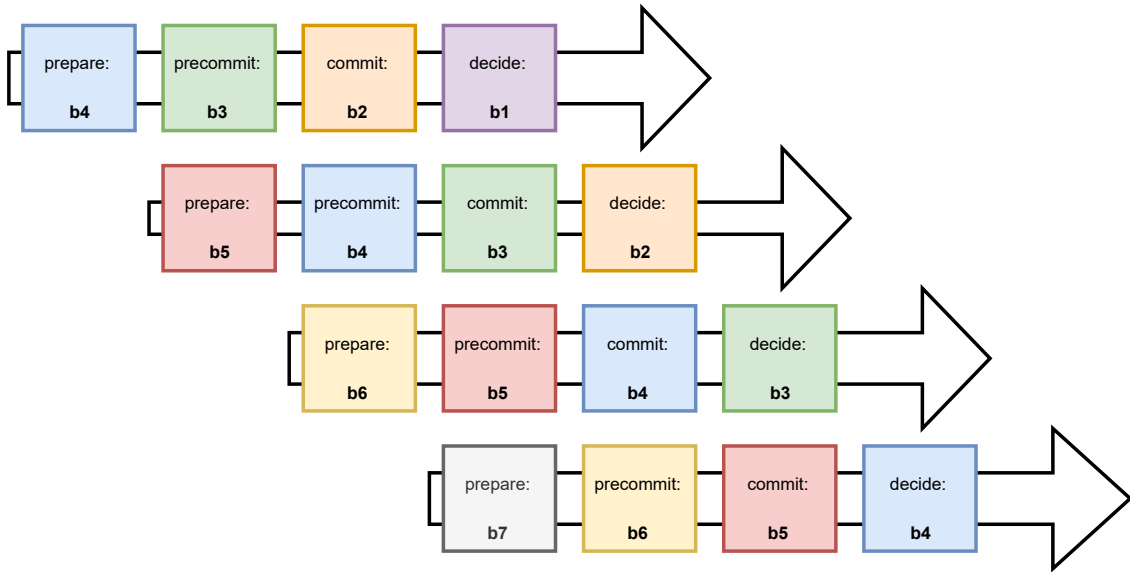 prepare: precommit: commit: decide:
b4 b3 b2 b1
prepare: precommit: commit: decide:
b5 b4 b3 b2
prepare: precommit: commit: decide:
b6 b5 b4 b3
prepare: precommit: commit: decide:
b7 b6 b5 b4